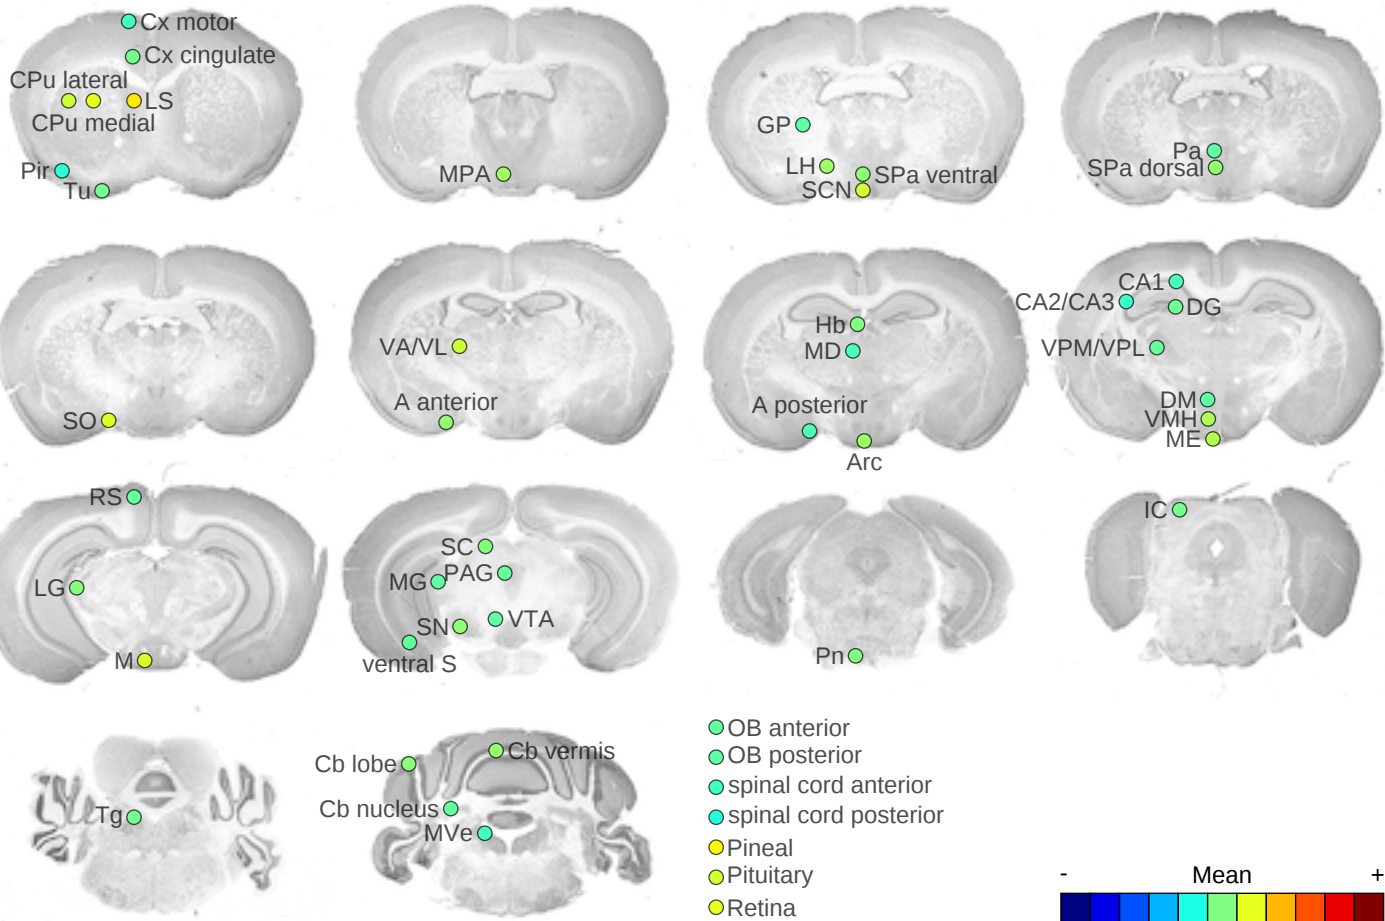 Cx motor
Cx cingulate
CPu lateral
LS
CPu medial
Pir
Tu
MPA
GP
LH
SPa ventral
SCN
Pa
SPa dorsal
SO
VA/VL
A anterior
Hb
MD
A posterior
Arc
CA1
CA2/CA3
DG
VPM/VPL
DM
VMH
ME
RS
LG
M
SC
PAG
MG
VTA
SN
ventral S
Pn
IC
Tg
Cb lobe
Cb vermis
Cb nucleus
MVe
OB anterior
OB posterior
spinal cord anterior
spinal cord posterior
Pineal
Pituitary
Retina
- Mean +